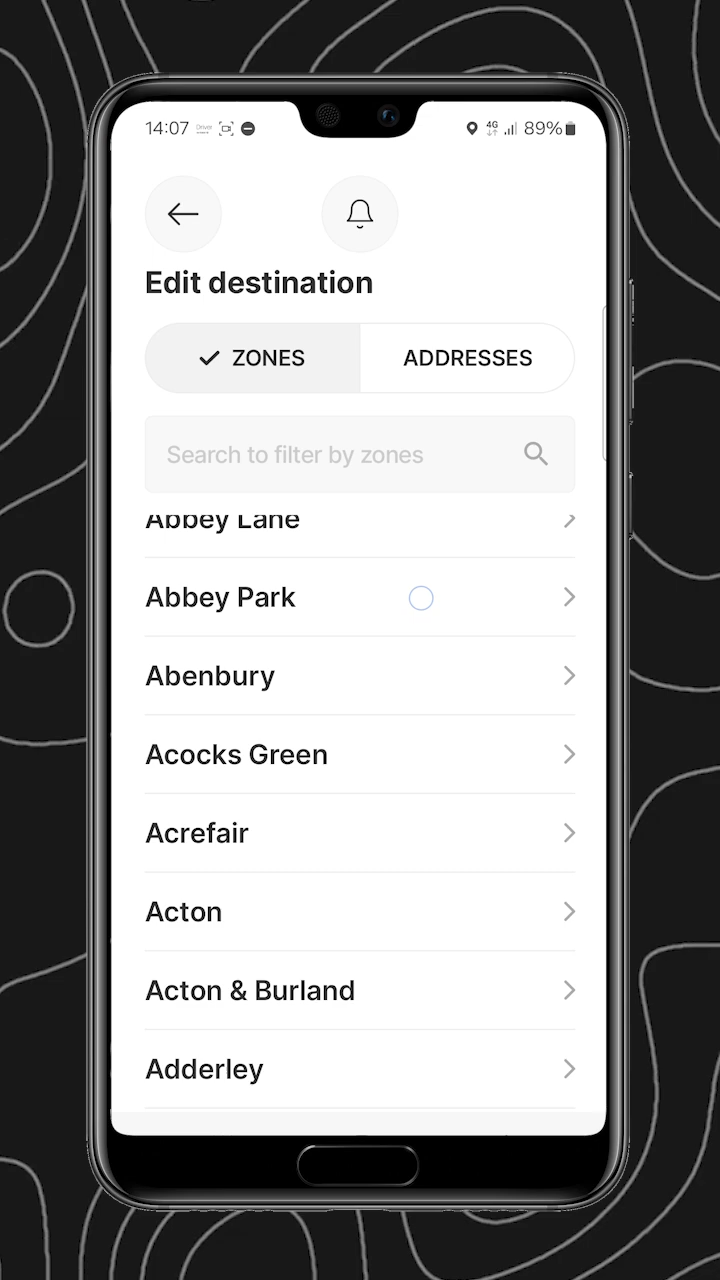 14:07 Driver 4G 89%
Edit destination
ZONES ADDRESSES
Search to filter by zones
Abbey Lane
Abbey Park
Abenbury
Acocks Green
Acrefair
Acton
Acton & Burland
Adderley